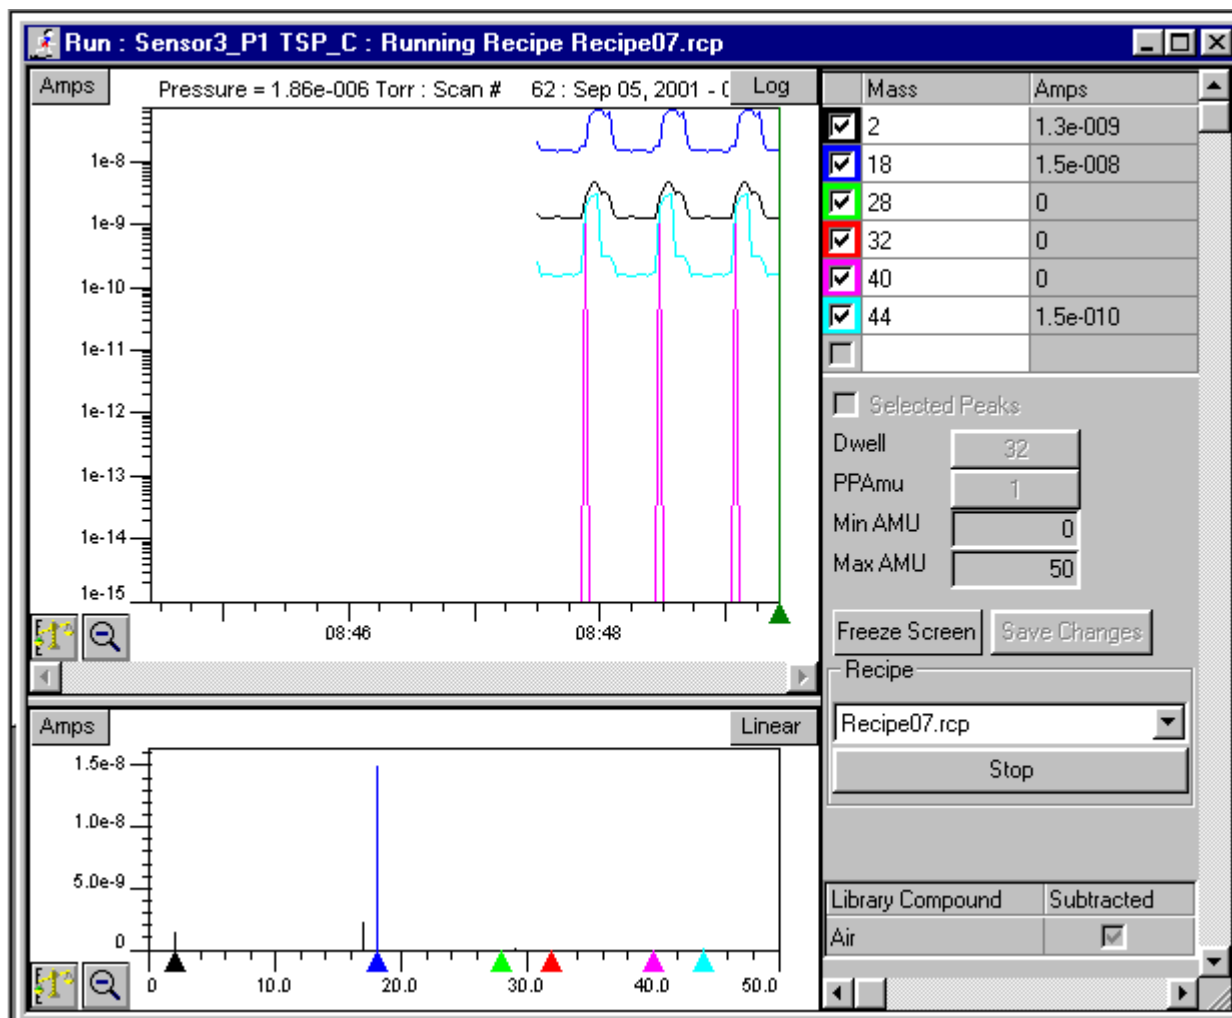 Run : Sensor3_P1 TSP_C : Running Recipe Recipe07.rcp
Amps
Pressure = 1.86e-006 Torr : Scan # 62 : Sep 05, 2001 -
Log
1e-8
1e-9
1e-10
1e-11
1e-12
1e-13
1e-14
1e-15
08:46
08:48
Mass Amps
2 1.3e-009
18 1.5e-008
28 0
32 0
40 0
44 1.5e-010
Selected Peaks
Dwell 32
PPAmu 1
Min AMU 0
Max AMU 50
Freeze Screen Save Changes
Recipe
Recipe07.rcp
Stop
Amps
Linear
1.5e-8
1.0e-8
5.0e-9
0
0 10.0 20.0 30.0 40.0 50.0
Library Compound Subtracted
Air